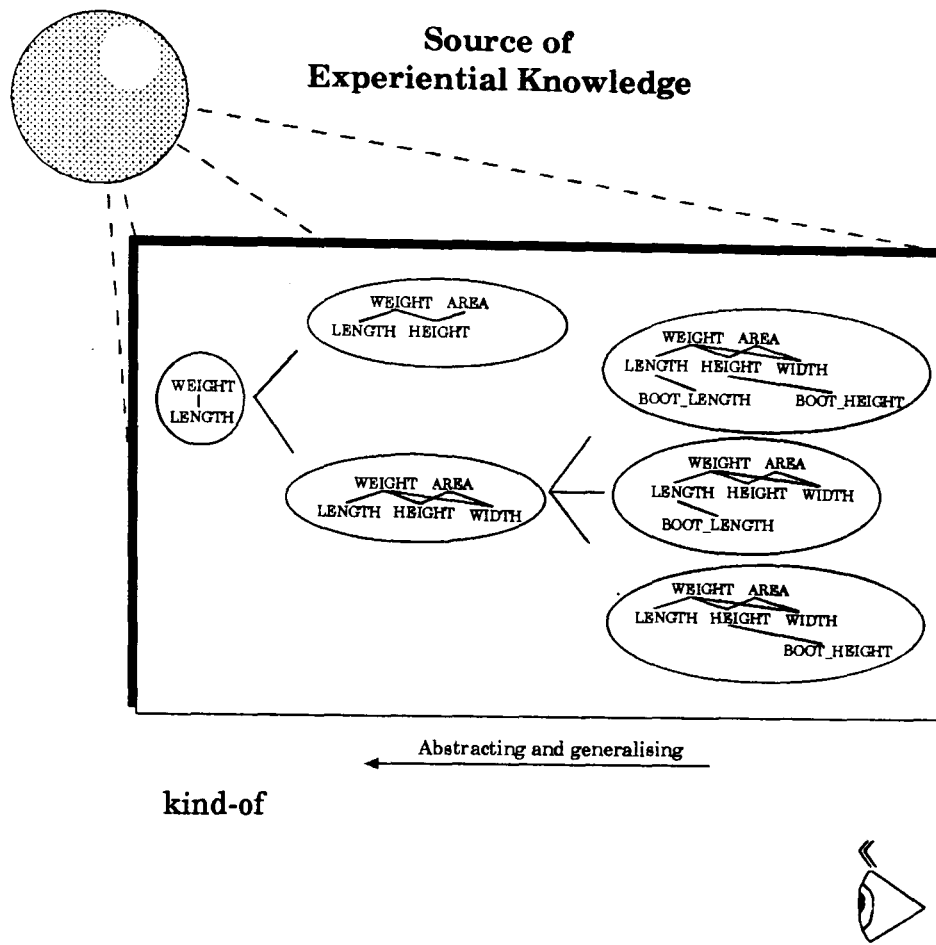 Source of
Experiential Knowledge
WEIGHT AREA
LENGTH HEIGHT
WEIGHT
LENGTH
WEIGHT AREA
LENGTH HEIGHT WIDTH
WEIGHT AREA
LENGTH HEIGHT WIDTH
BOOT_LENGTH BOOT_HEIGHT
WEIGHT AREA
LENGTH HEIGHT WIDTH
BOOT_LENGTH
WEIGHT AREA
LENGTH HEIGHT WIDTH
BOOT_HEIGHT
Abstracting and generalising
kind-of